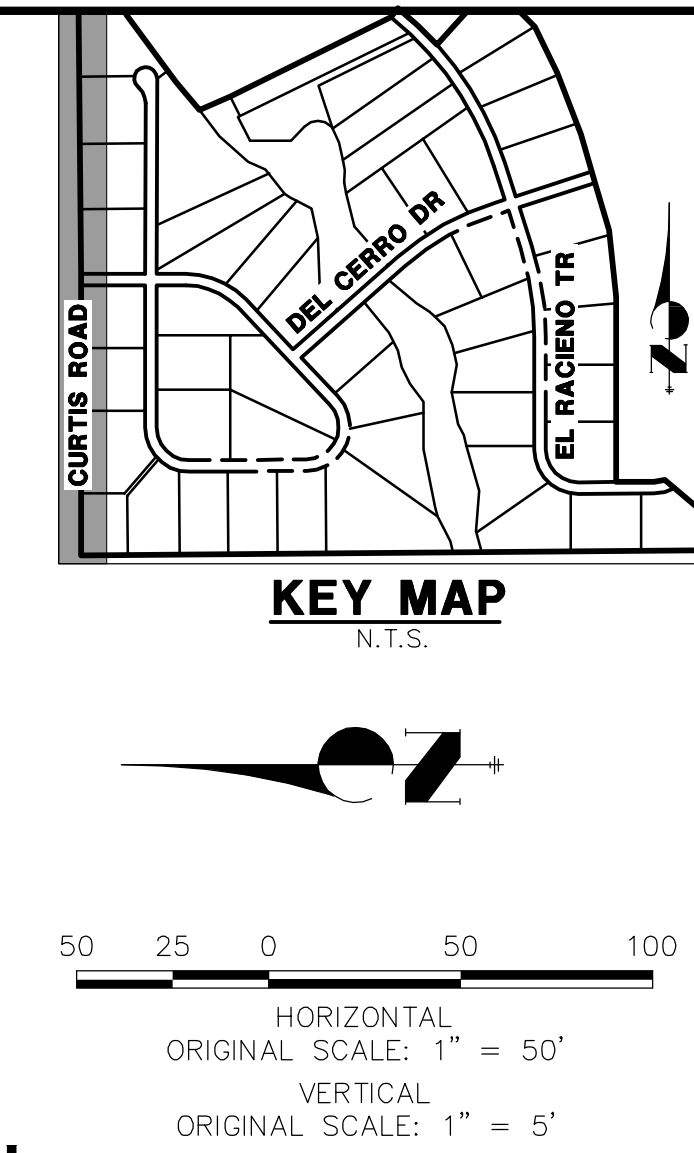 DEL CERRO DR
EL RACIENO TR
CURTIS ROAD
N
KEY MAP
N.T.S.
N
50 25 0 50 100
HORIZONTAL
ORIGINAL SCALE: 1" = 50'
VERTICAL
ORIGINAL SCALE: 1" = 5'